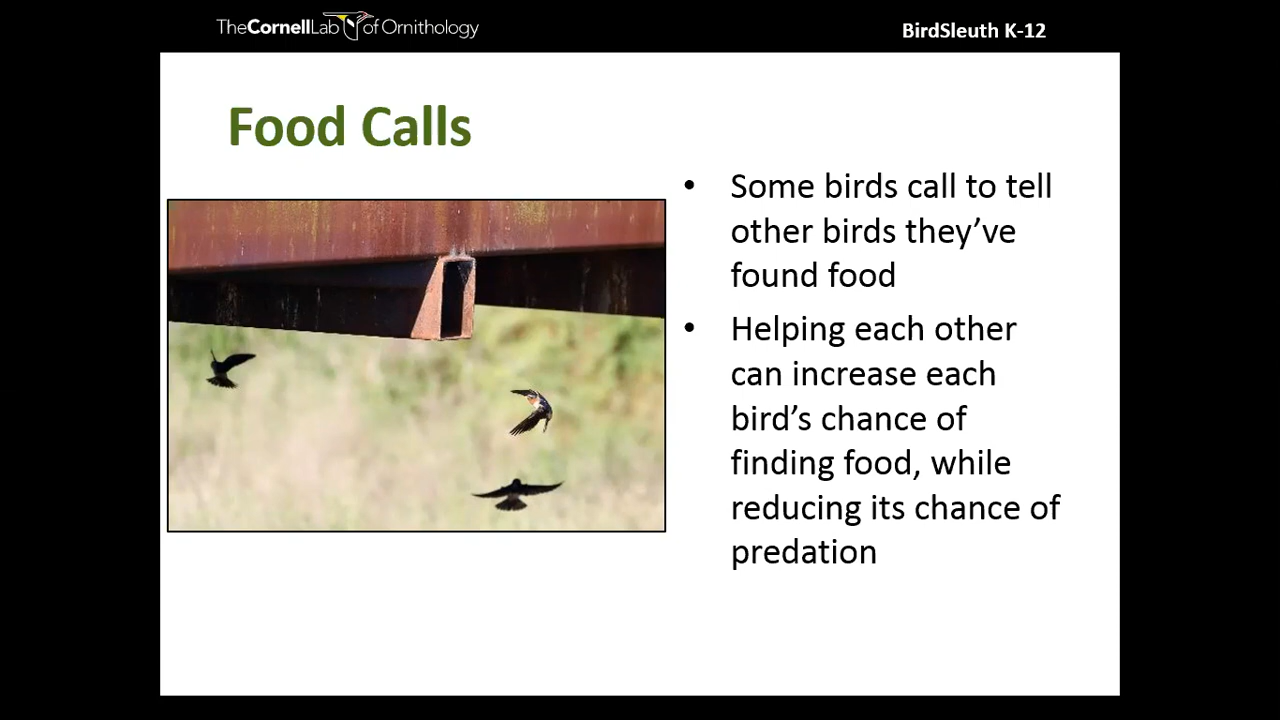 TheCornellLab of Ornithology
BirdSleuth K-12
Food Calls
• Some birds call to tell
other birds they’ve
found food
• Helping each other
can increase each
bird’s chance of
finding food, while
reducing its chance of
predation